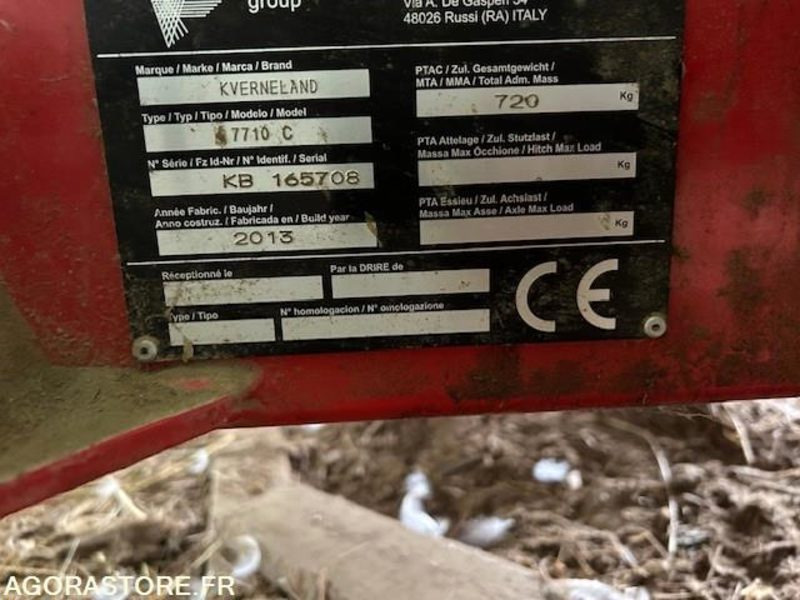 group
Via A. De Gasperi 34
48026 Russi (RA) ITALY
Marque / Marke / Marca / Brand
KVERNELAND
Type / Typ / Tipo / Modelo / Model
7710 C
N° Série / Fz Id-Nr / N° Identif. / Serial
KB 165708
Année Fabric. / Baujahr /
Anno costruz. / Fabricada en / Build year
2013
PTAC / Zul. Gesamtgewicht /
MTA / MMA / Total Adm. Mass
720 Kg
PTA Attelage / Zul. Stutzlast /
Massa Max Occhione / Hitch Max Load
Kg
PTA Essieu / Zul. Achslast /
Massa Max Asse / Axle Max Load
Kg
Réceptionné le
Par la DRIRE de
Type / Tipo
N° homologacion / N° omologazione
CE
AGORASTORE.FR